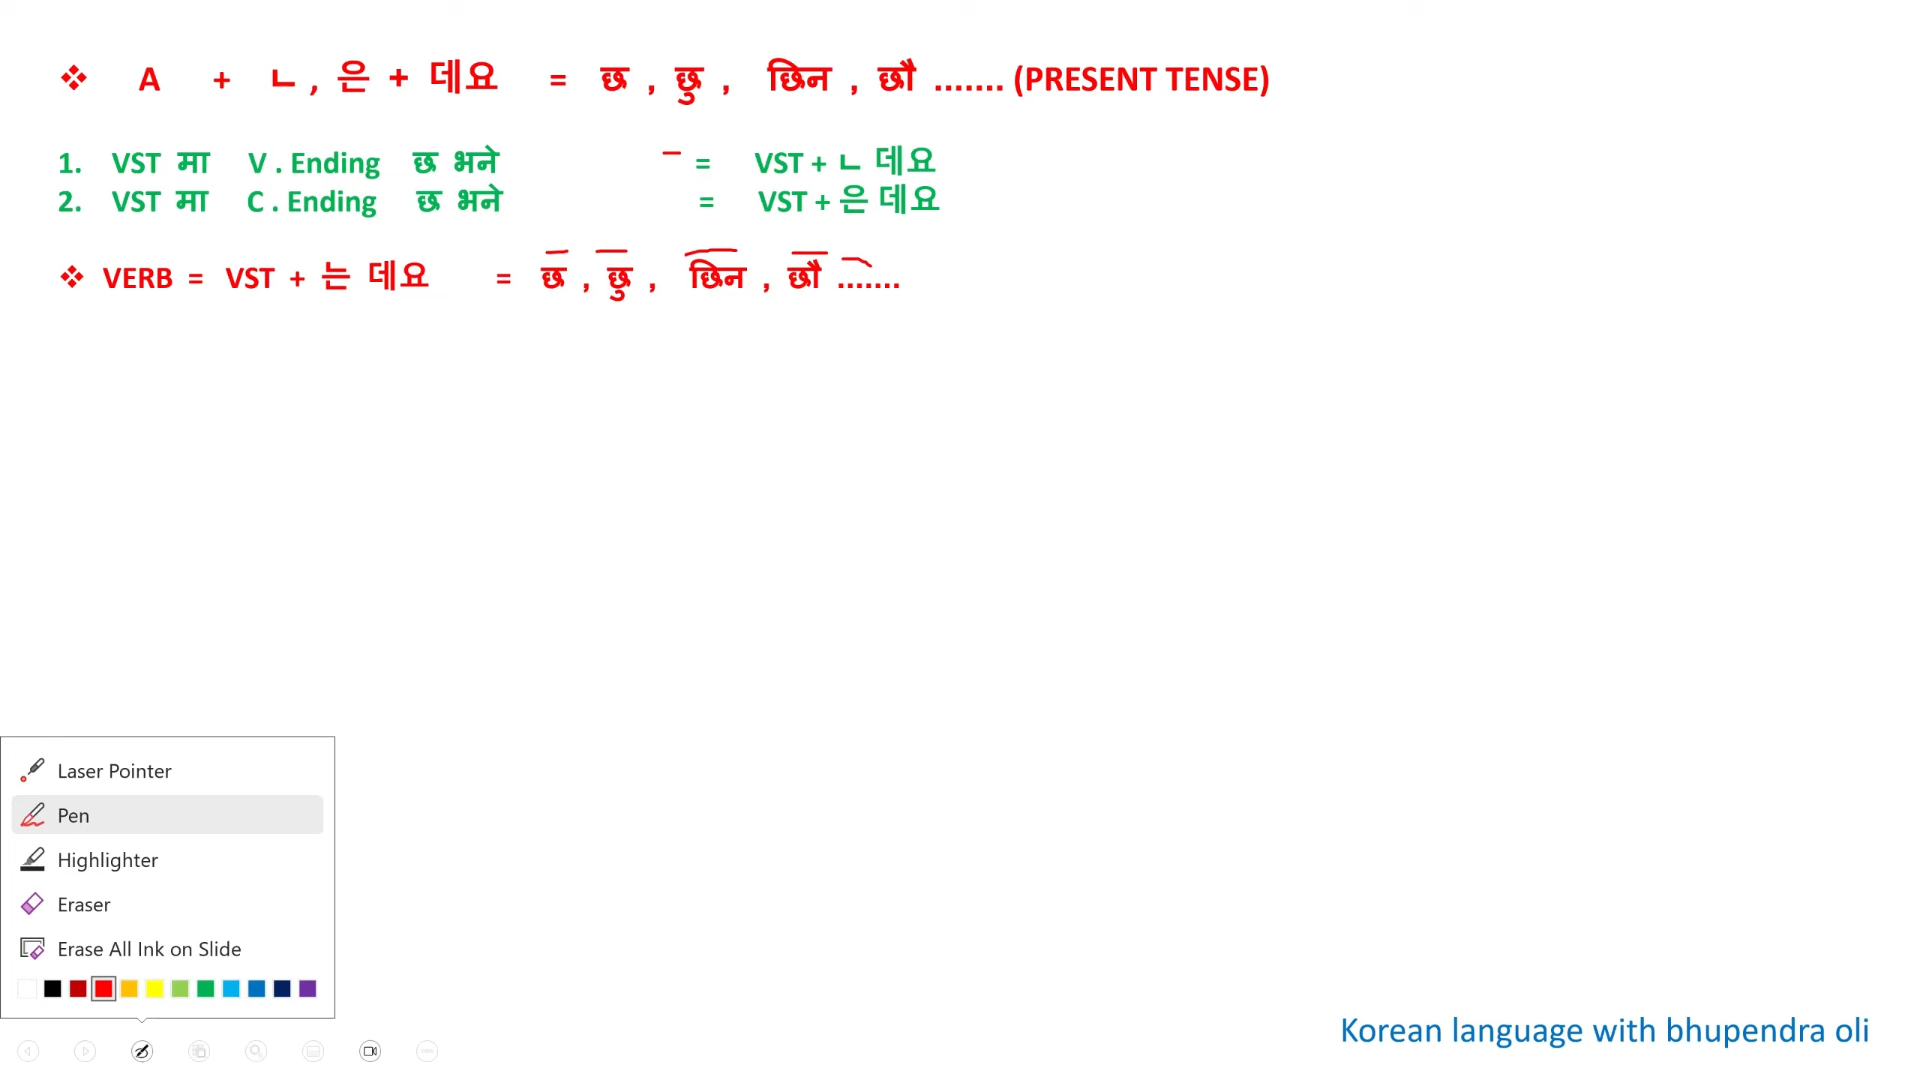 ❖ A + ㄴ , 은 + 데요 = छ , छु , छिन , छौ ....... (PRESENT TENSE)
1. VST मा V . Ending छ भने = VST + ㄴ 데요
2. VST मा C . Ending छ भने = VST + 은 데요
❖ VERB = VST + 는 데요 = छ , छु , छिन , छौ .......
Laser Pointer
Pen
Highlighter
Eraser
Erase All Ink on Slide
Korean language with bhupendra oli